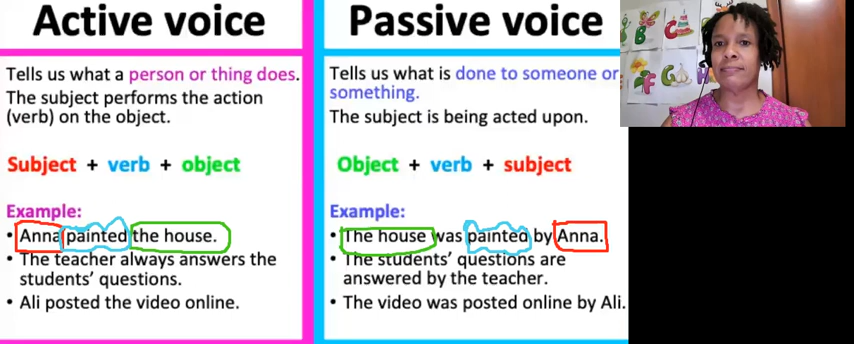 Active voice
Tells us what a person or thing does.
The subject performs the action
(verb) on the object.
Subject + verb + object
Example:
• Anna painted the house.
• The teacher always answers the
students' questions.
• Ali posted the video online.
Passive voice
Tells us what is done to someone or
something.
The subject is being acted upon.
Object + verb + subject
Example:
• The house was painted by Anna.
• The students' questions are
answered by the teacher.
• The video was posted online by Ali.
B
C
F
G
H